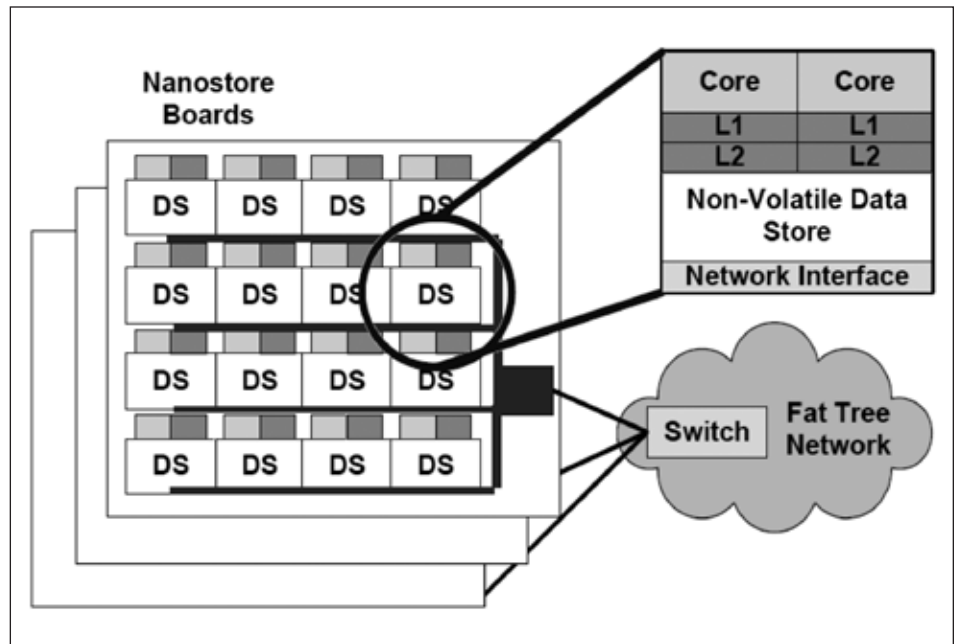 Nanostore
Boards
DS DS DS DS
DS DS DS DS
DS DS DS DS
DS DS DS DS
Core Core
L1 L1
L2 L2
Non-Volatile Data
Store
Network Interface
Switch
Fat Tree
Network